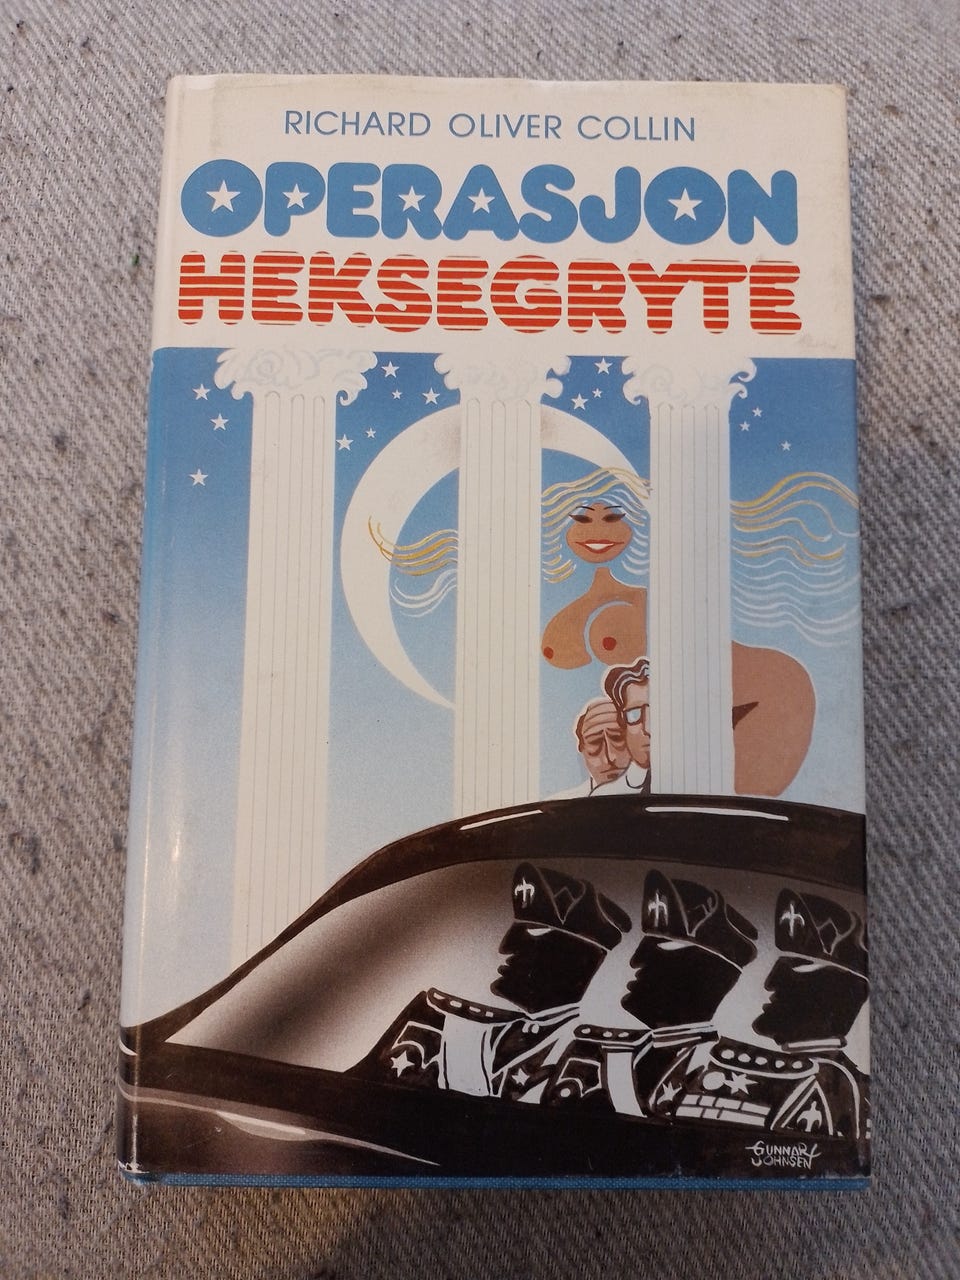 RICHARD OLIVER COLLIN
OPERASJON
HEKSEGRYTE
GUNNAR
JOHNSEN